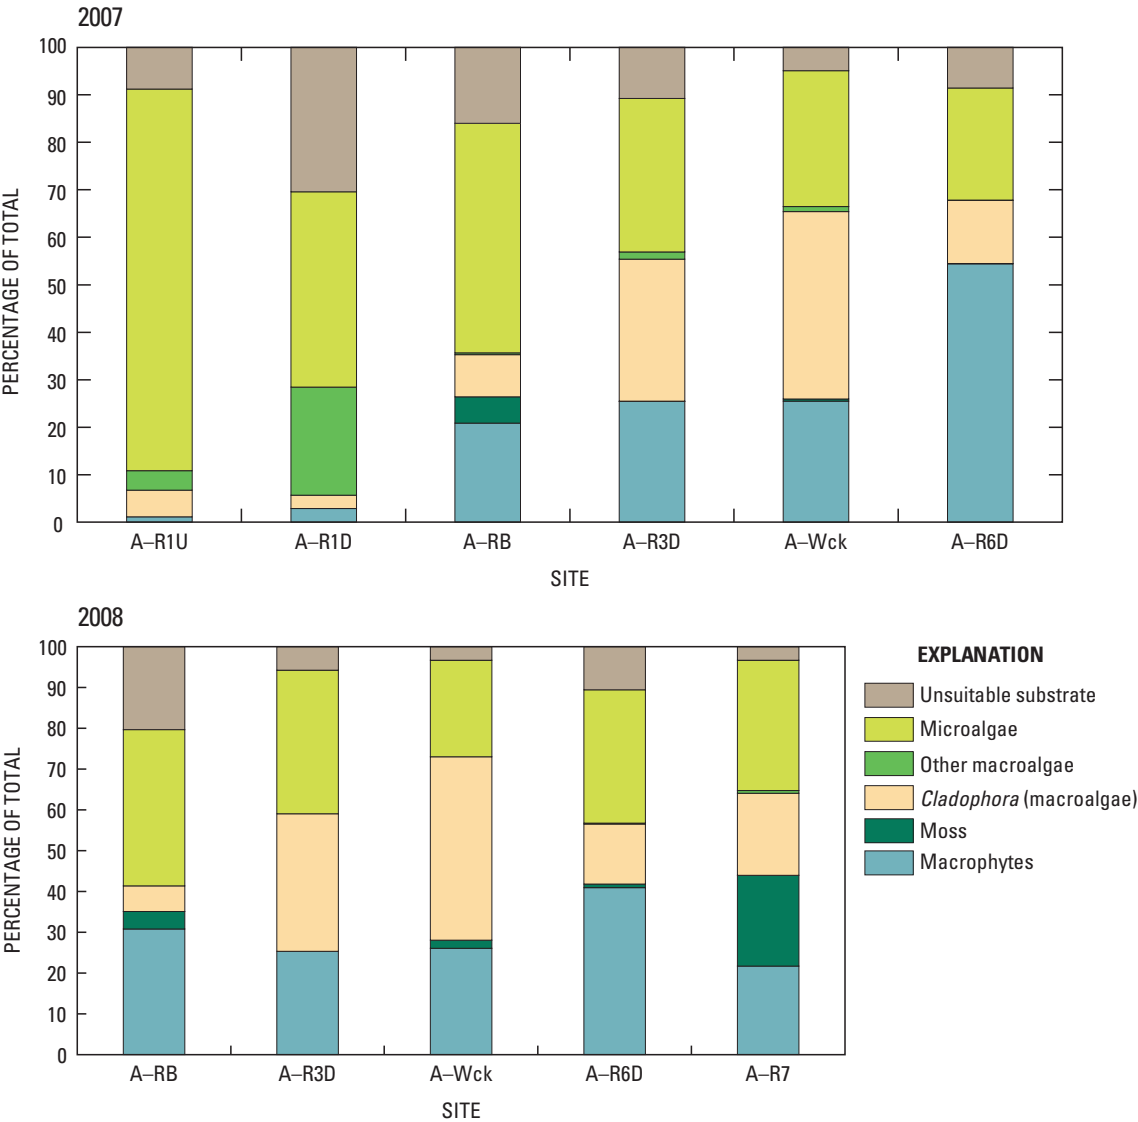 2007
PERCENTAGE OF TOTAL
100
90
80
70
60
50
40
30
20
10
0
A–R1U
A–R1D
A–RB
A–R3D
A–Wck
A–R6D
SITE
2008
PERCENTAGE OF TOTAL
100
90
80
70
60
50
40
30
20
10
0
A–RB
A–R3D
A–Wck
A–R6D
A–R7
SITE
EXPLANATION
Unsuitable substrate
Microalgae
Other macroalgae
Cladophora (macroalgae)
Moss
Macrophytes